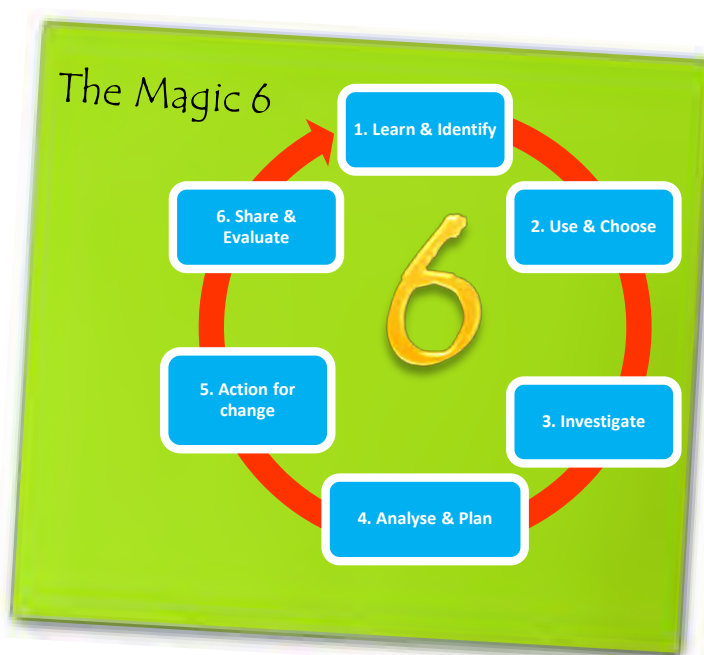 The Magic 6
1. Learn & Identify
2. Use & Choose
3. Investigate
4. Analyse & Plan
5. Action for
change
6. Share &
Evaluate
6